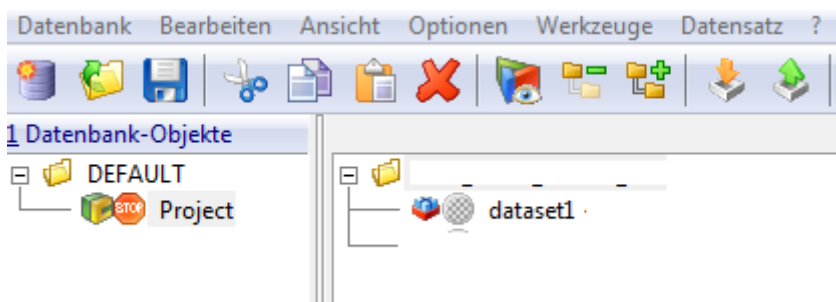 Datenbank Bearbeiten Ansicht Optionen Werkzeuge Datensatz ?
1 Datenbank-Objekte
DEFAULT
STOP Project
dataset1